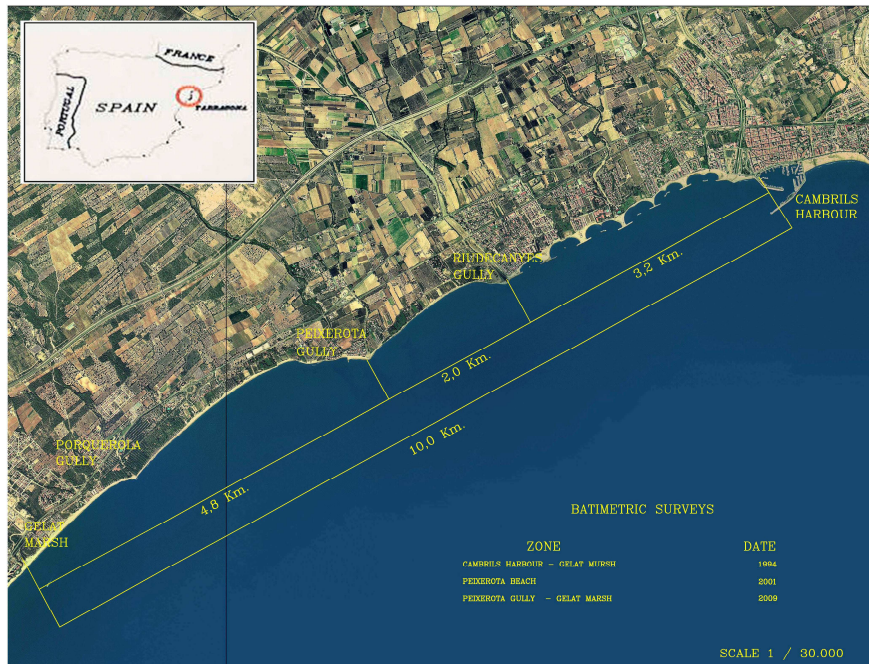 FRANCE
PORTUGAL
SPAIN
TARRAGONA
CAMBRILS
HARBOUR
RIUDECANYES
GULLY
3,2 Km.
PEIXEROTA
GULLY
2,0 Km.
10,0 Km.
PORQUEROLA
GULLY
4,8 Km.
GELAT
MARSH
BATIMETRIC SURVEYS
ZONE DATE
CAMBRILS HARBOUR – GELAT MURSH 1994
PEIXEROTA BEACH 2001
PEIXEROTA GULLY – GELAT MARSH 2009
SCALE 1 / 30.000